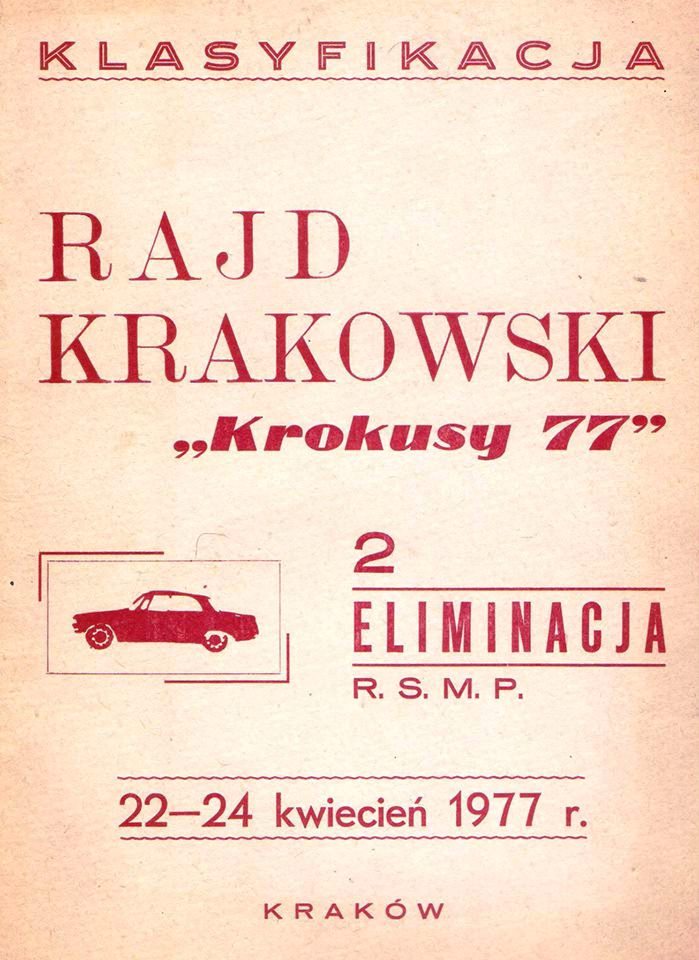 KLASYFIKACJA
RAJD
KRAKOWSKI
„Krokusy 77”
2
ELIMINACJA
R. S. M. P.
22—24 kwiecień 1977 r.
KRAKÓW